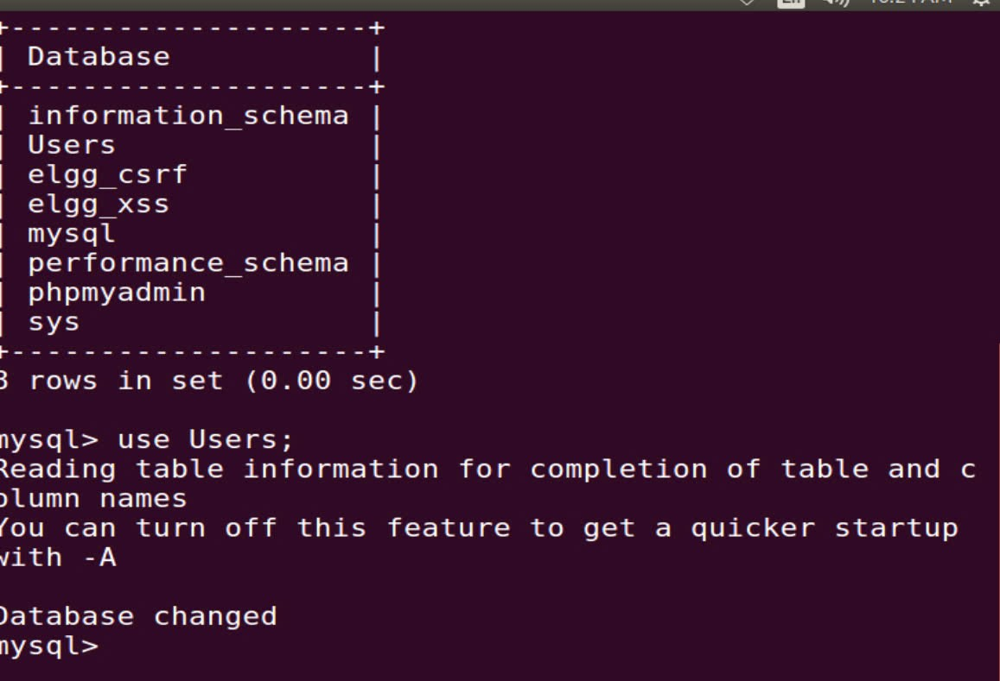 +--------------------+
| Database           |
+--------------------+
| information_schema |
| Users              |
| elgg_csrf          |
| elgg_xss           |
| mysql              |
| performance_schema |
| phpmyadmin         |
| sys                |
+--------------------+
8 rows in set (0.00 sec)

mysql> use Users;
Reading table information for completion of table and c
olumn names
You can turn off this feature to get a quicker startup
with -A

Database changed
mysql>